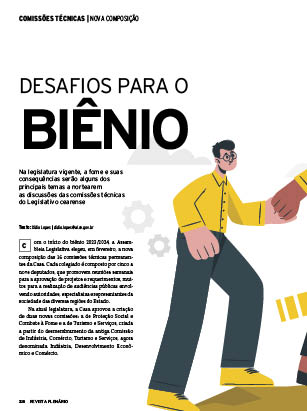 COMISSÕES TÉCNICAS | NOVA COMPOSIÇÃO
DESAFIOS PARA O
BIÊNIO
Na legislatura vigente, a fome e suas
consequências serão alguns dos
principais temas a nortearem
as discussões das comissões técnicas
do Legislativo cearense
Texto:
C om o início do biênio 2023/2024, a Assem-
bleia Legislativa elegeu, em fevereiro, a nova
composição das 16 comissões técnicas permanen-
tes da Casa. Cada colegiado é composto por cinco a
nove deputados, que promovem reuniões semanais
para a aprovação de projetos e requerimentos, mui-
tos para a realização de audiências públicas envol-
vendo autoridades, especialistas e representantes da
sociedade das diversas regiões do Estado.
Na atual legislatura, a Casa aprovou a criação
de duas novas comissões: a de Proteção Social e
Combate à Fome e a de Turismo e Serviços, criada
a partir do desmembramento da antiga Comissão
de Indústria, Comércio, Turismo e Serviços, agora
denominada Indústria, Desenvolvimento Econô-
mico e Comércio.
REVISTA PLENÁRIO